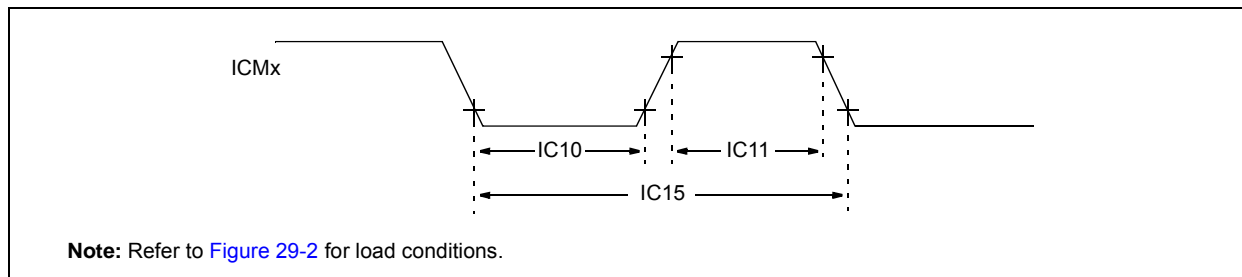 ICMx
IC10
IC11
IC15
Note: Refer to Figure 29-2 for load conditions.